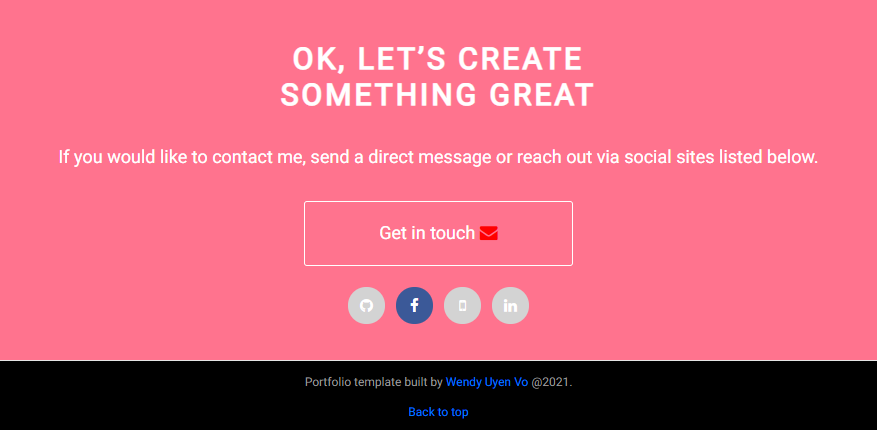 OK, LET’S CREATE
SOMETHING GREAT
If you would like to contact me, send a direct message or reach out via social sites listed below.
Get in touch
Portfolio template built by Wendy Uyen Vo @2021.
Back to top